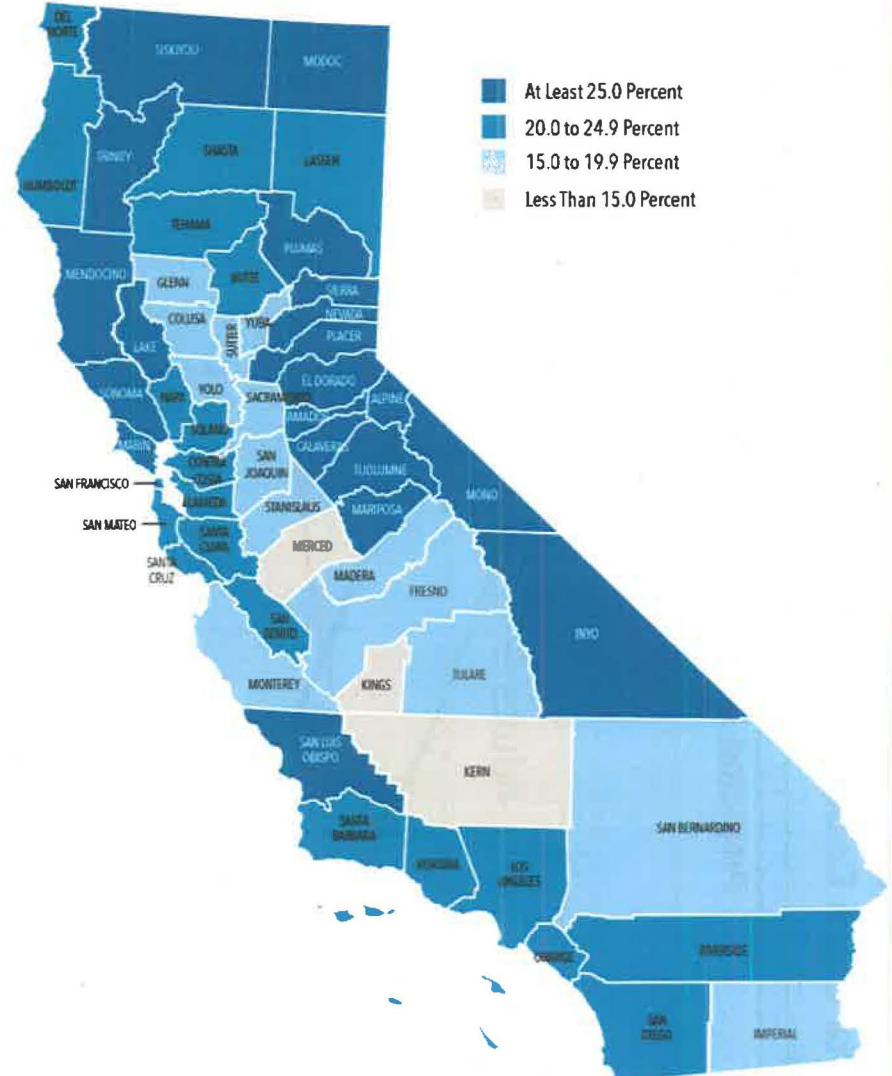 DEL
NORTE
SISKIYOU
MODOC
At Least 25.0 Percent
20.0 to 24.9 Percent
15.0 to 19.9 Percent
Less Than 15.0 Percent
TRINITY
SHASTA
LASSEN
HUMBOLDT
TEHAMA
PLUMAS
MENDOCINO
GLENN
BUTTE
SIERRA
NEVADA
COLUSA
YUBA
SUTTER
PLACER
LAKE
EL DORADO
SONOMA
NAPA
YOLO
SACRAMENTO
ALPINE
AMADOR
SOLANO
MARIN
CALAVERAS
CONTRA
COSTA
SAN
JOAQUIN
TUOLUMNE
MONO
SAN FRANCISCO
ALAMEDA
STANISLAUS
MARIPOSA
SAN MATEO
SANTA
CLARA
MERCED
SANTA
CRUZ
MADERA
FRESNO
SAN
BENITO
INYO
MONTEREY
KINGS
TULARE
SAN LUIS
OBISPO
KERN
SANTA
BARBARA
SAN BERNARDINO
VENTURA
LOS
ANGELES
ORANGE
RIVERSIDE
SAN
DIEGO
IMPERIAL